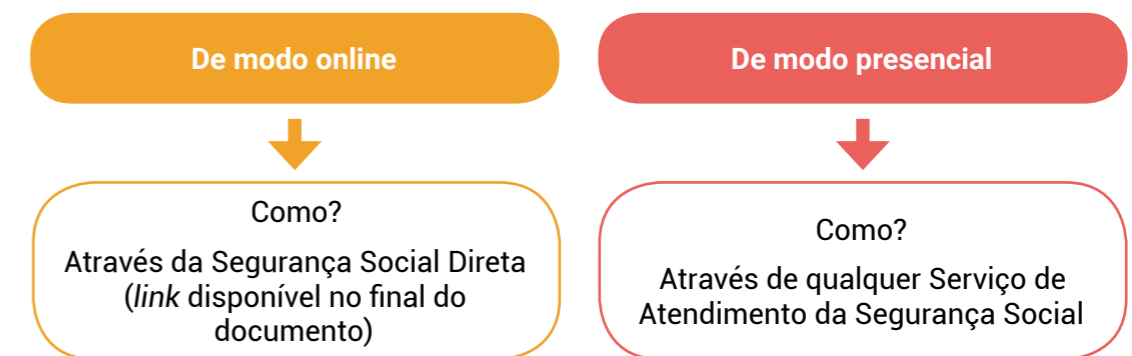 De modo online
Como?
Através da Segurança Social Direta
(link disponível no final do
documento)
De modo presencial
Como?
Através de qualquer Serviço de
Atendimento da Segurança Social